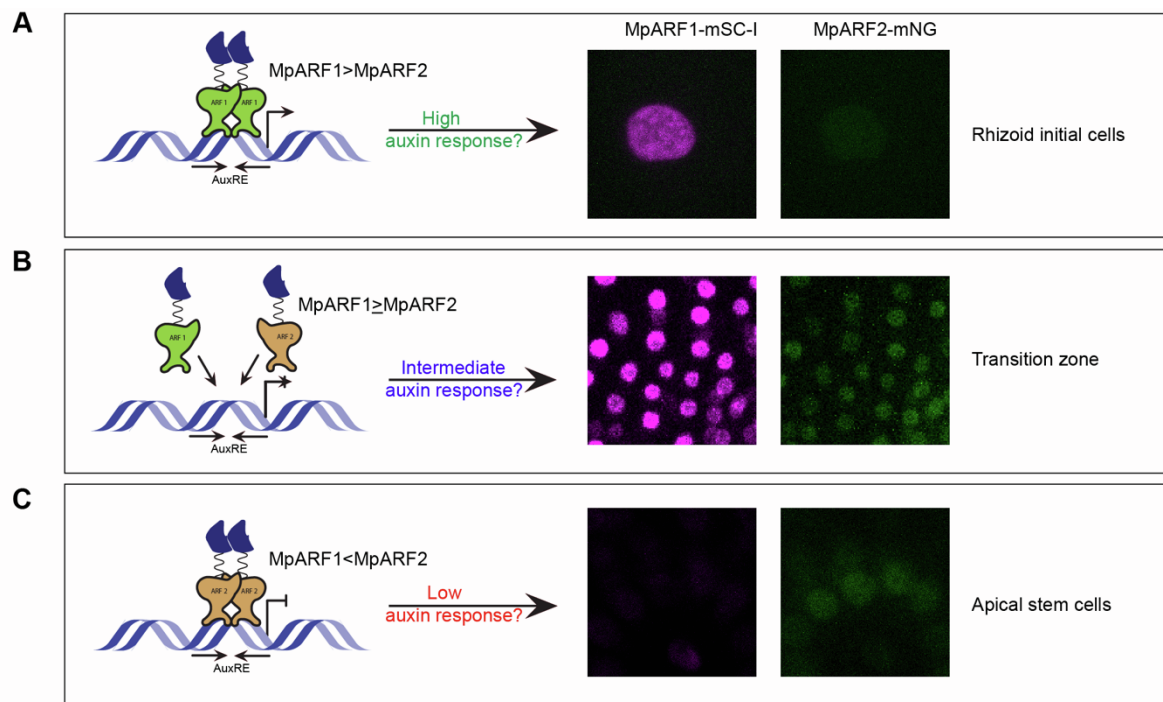 MpARF1-mSC-I MpARF2-mNG
A
MpARF1>MpARF2
ARF 1 ARF 1
High
auxin response?
Rhizoid initial cells
AuxRE
B
MpARF1≥MpARF2
ARF 1 ARF 2
Intermediate
auxin response?
Transition zone
AuxRE
C
MpARF1<MpARF2
ARF 2 ARF 2
Low
auxin response?
Apical stem cells
AuxRE